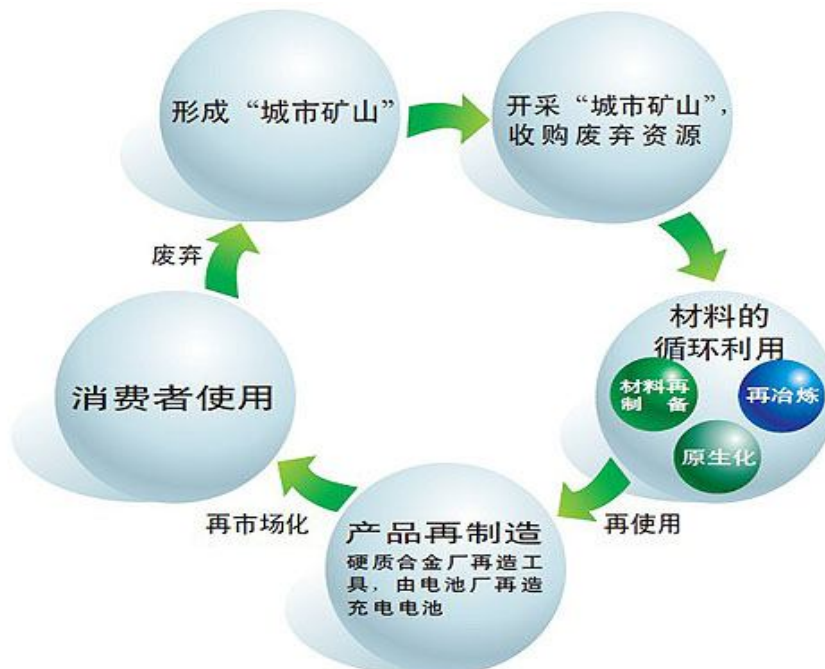 形成“城市矿山”
开采“城市矿山”,
收购废弃资源
废弃
材料的
循环利用
材料再
制备
再冶炼
原生化
消费者使用
再市场化
产品再制造
硬质合金厂再造工
具，由电池厂再造
充电电池
再使用